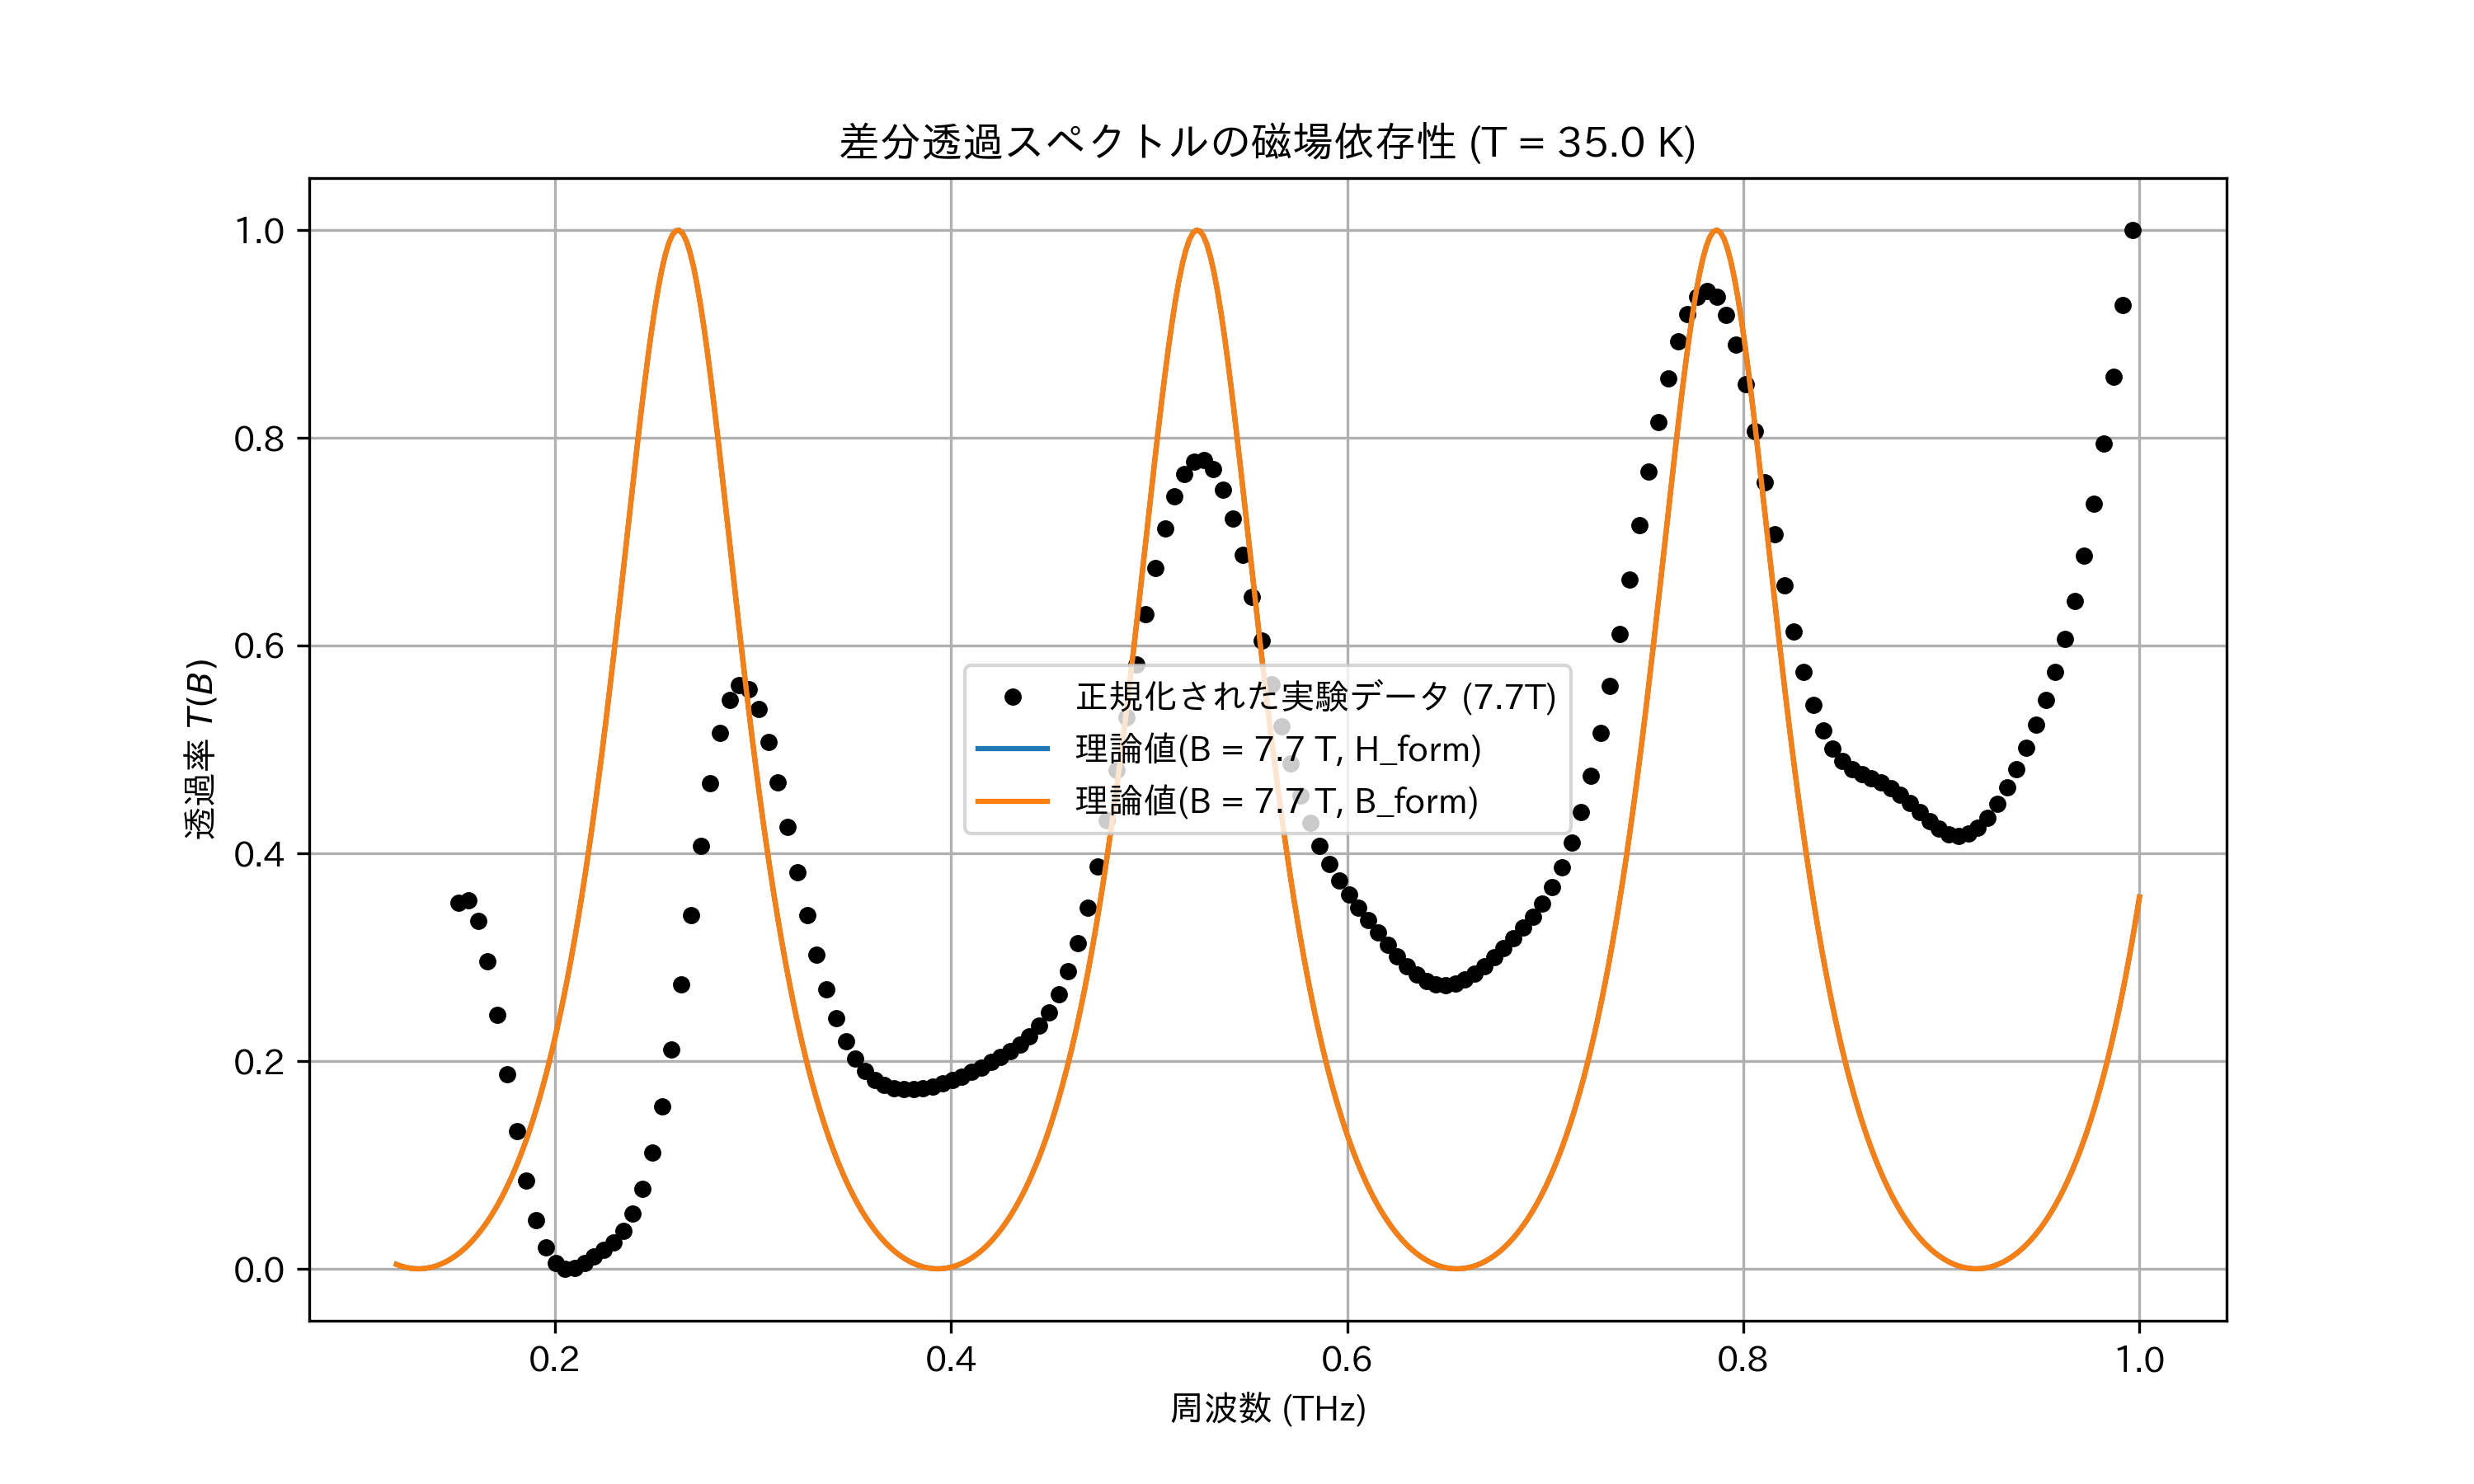 差分透過スペクトルの磁場依存性 (T = 35.0 K)
透過率 T(B)
1.0
0.8
0.6
0.4
0.2
0.0
正規化された実験データ (7.7T)
理論値(B = 7.7 T, H_form)
理論値(B = 7.7 T, B_form)
0.2 0.4 0.6 0.8 1.0
周波数 (THz)